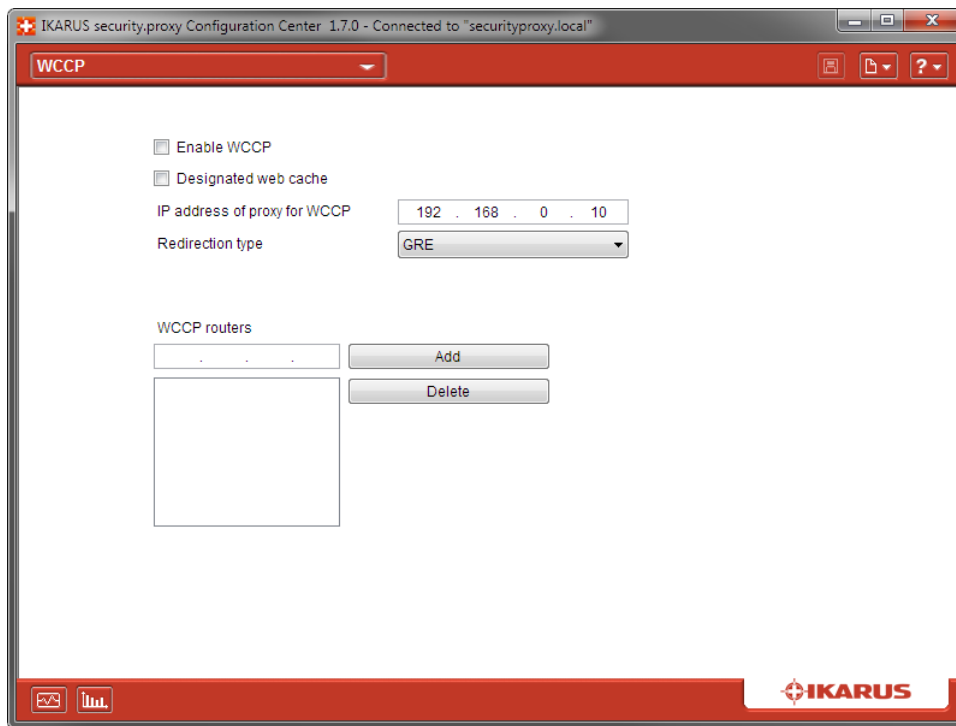 IKARUS security.proxy Configuration Center 1.7.0 - Connected to "securityproxy.local"
WCCP
?
Enable WCCP
Designated web cache
IP address of proxy for WCCP 192 . 168 . 0 . 10
Redirection type GRE
WCCP routers
. . . Add
Delete
IKARUS